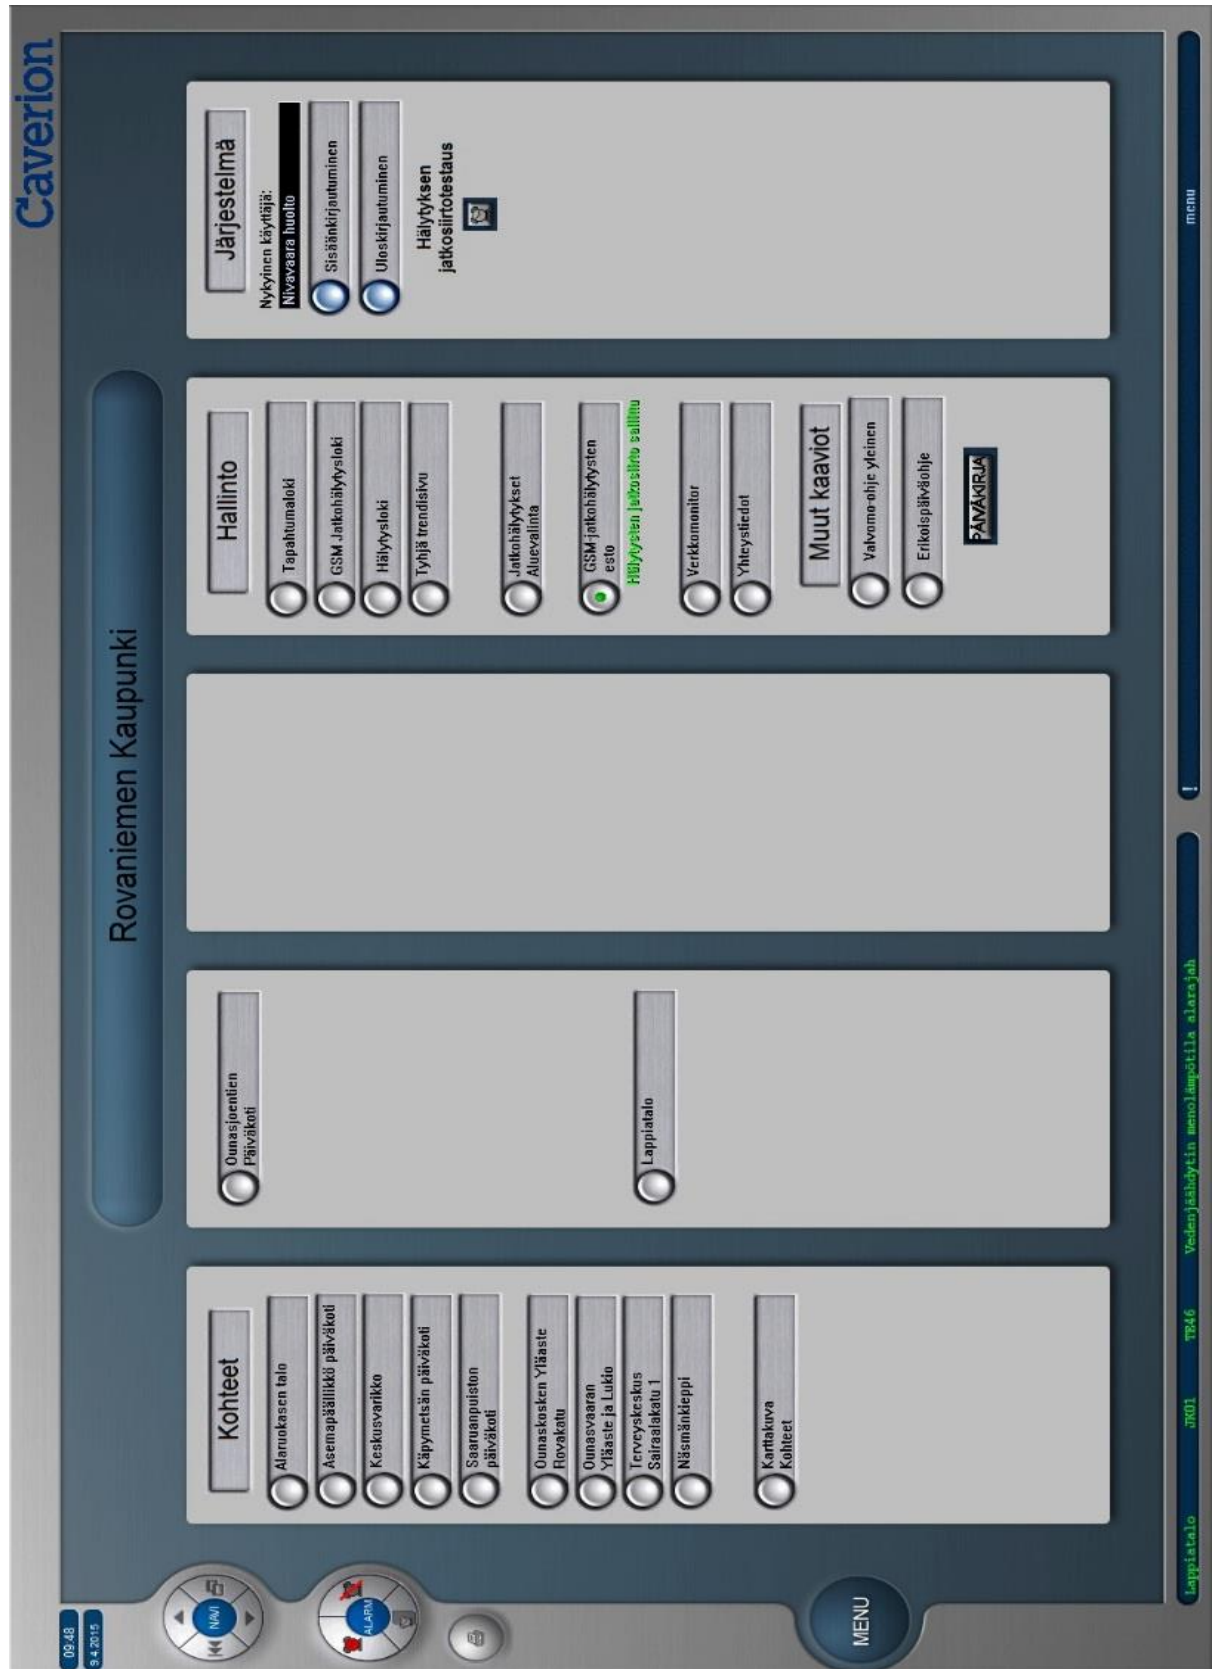 Caverion
09:48
9.4.2015
Rovaniemen Kaupunki
NAVI
ALARM
MENU
Kohteet
Alaruokasen talo
Asemapäällikkö päiväkoti
Keskusvarikko
Käpymetsän päiväkoti
Saaruanpuiston
päiväkoti
Ounaskosken Yläaste
Rovakatu
Ounasvaaran
Yläaste ja Lukio
Terveyskeskus
Sairaalakatu 1
Näsmänkieppi
Karttakuva
Kohteet
Ounasjoentien
Päiväkoti
Lappiatalo
Hallinto
Tapahtumaloki
GSM Jatkohälytysloki
Hälytysloki
Tyhjä trendisivu
Jatkohälytykset
Aluevalinta
GSM-jatkohälytysten
esto
Hälytysten jatkosiirto sallittu
Verkkomonitor
Yhteystiedot
Muut kaaviot
Valvomo-ohje yleinen
Erikoispäiväohje
PÄIVÄKIRJA
Järjestelmä
Nykyinen käyttäjä:
Nivavaara huolto
Sisäänkirjautuminen
Uloskirjautuminen
Hälytyksen
jatkosiirtotestaus
Lappiatalo JK01 TE46 Vedenjäähdytin menolämpötila alarajah
! menu